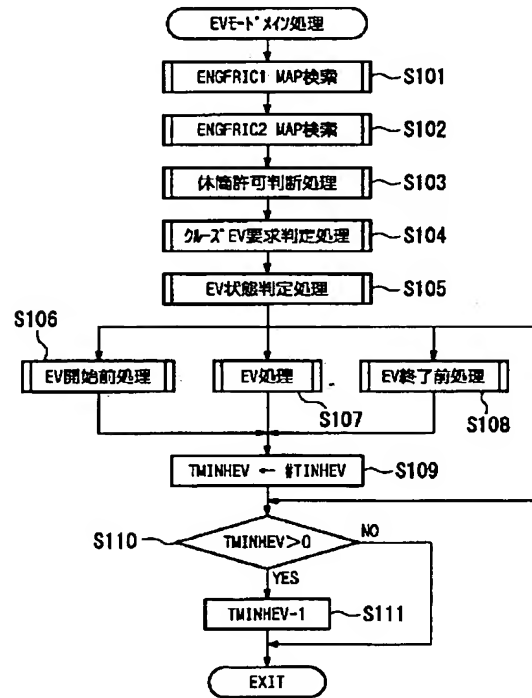 EVモードメイン処理
ENGFRIC1 MAP検索
S101
ENGFRIC2 MAP検索
S102
休筒許可判断処理
S103
クルーズEV要求判定処理
S104
EV状態判定処理
S105
S106
EV開始前処理
EV処理
EV終了前処理
S107
S108
TMINHEV ← #TINHEV
S109
S110
TMINHEV>0
NO
YES
TMINHEV-1
S111
EXIT